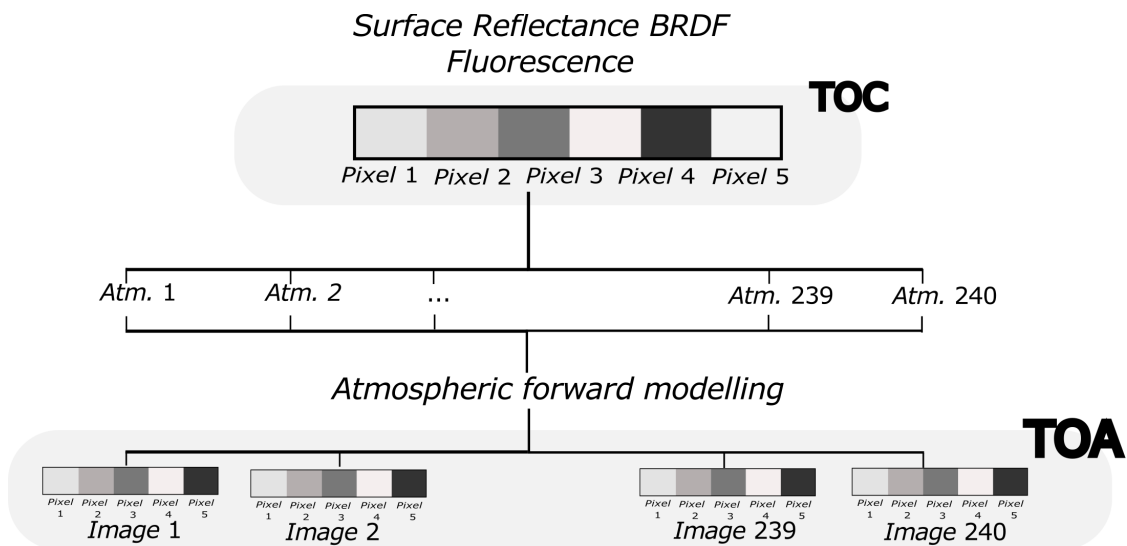 Surface Reflectance BRDF
Fluorescence
TOC
Pixel 1 Pixel 2 Pixel 3 Pixel 4 Pixel 5
Atm. 1 Atm. 2 ... Atm. 239 Atm. 240
Atmospheric forward modelling
TOA
Pixel Pixel Pixel Pixel Pixel Pixel Pixel Pixel Pixel Pixel Pixel Pixel Pixel Pixel Pixel Pixel Pixel Pixel Pixel Pixel
1 2 3 4 5 1 2 3 4 5 1 2 3 4 5 1 2 3 4 5
Image 1 Image 2 Image 239 Image 240